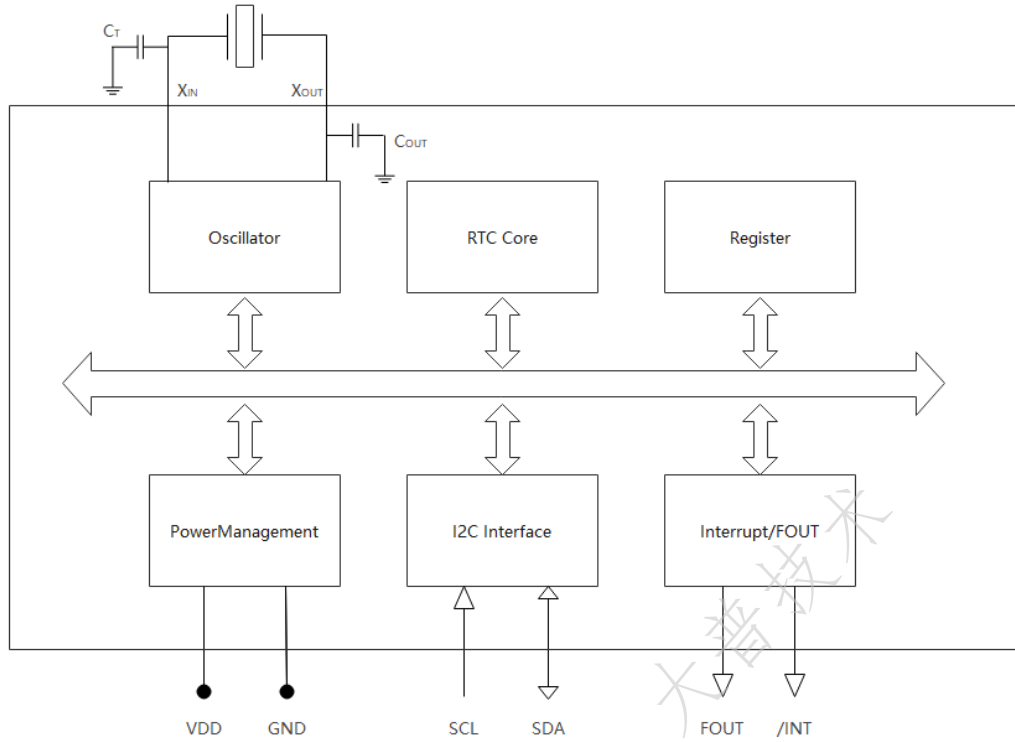 CT
XIN
XOUT
COUT
Oscillator
RTC Core
Register
PowerManagement
I2C Interface
Interrupt/FOUT
大普技术
VDD
GND
SCL
SDA
FOUT
/INT